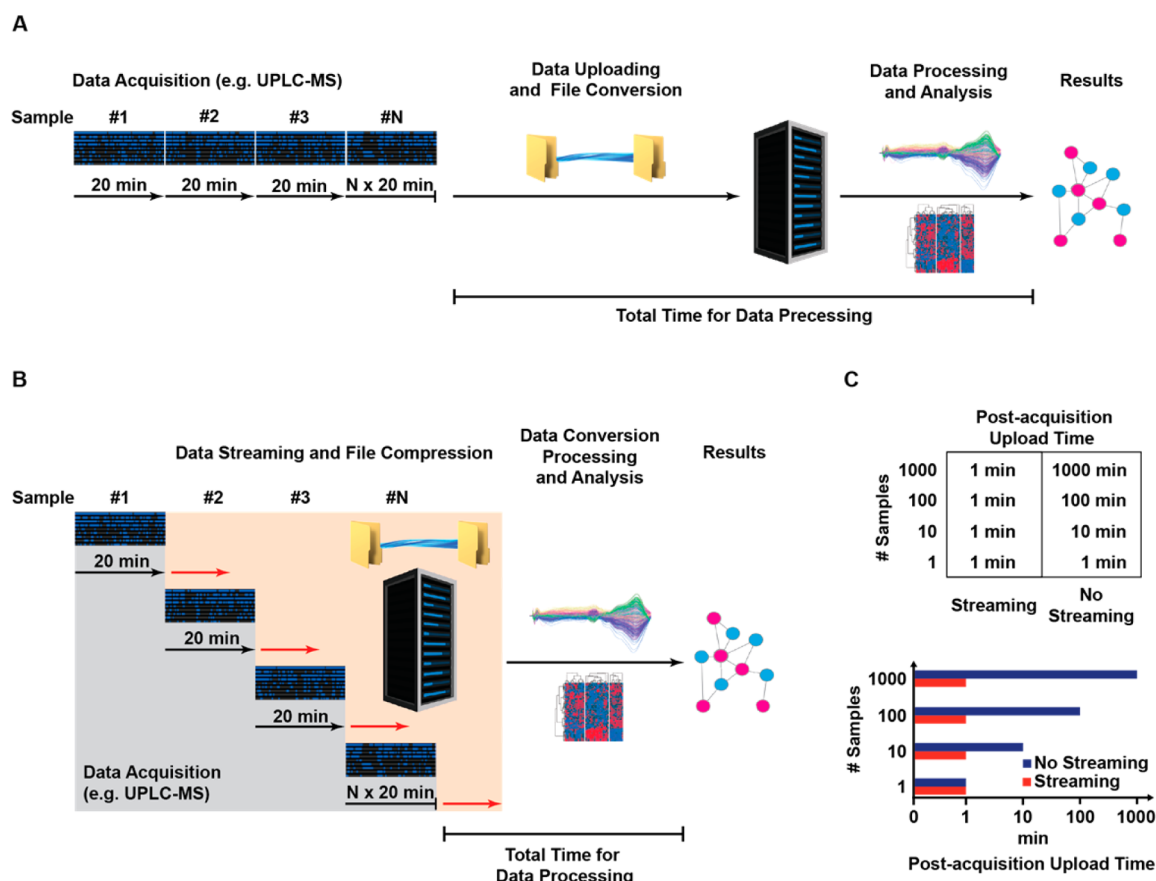 A
Data Acquisition (e.g. UPLC-MS)
Data Uploading
and File Conversion
Data Processing
and Analysis
Results
Sample #1 #2 #3 #N
20 min 20 min 20 min N x 20 min
Total Time for Data Precessing
B
Data Streaming and File Compression
Data Conversion
Processing
and Analysis
Results
Sample #1 #2 #3 #N
20 min
20 min
20 min
Data Acquisition
(e.g. UPLC-MS)
N x 20 min
Total Time for
Data Processing
C
Post-acquisition
Upload Time
# Samples
1000 1 min 1000 min
100 1 min 100 min
10 1 min 10 min
1 1 min 1 min
Streaming
No
Streaming
# Samples
1000
100
10
1
No Streaming
Streaming
0 1 10 100 1000
min
Post-acquisition Upload Time